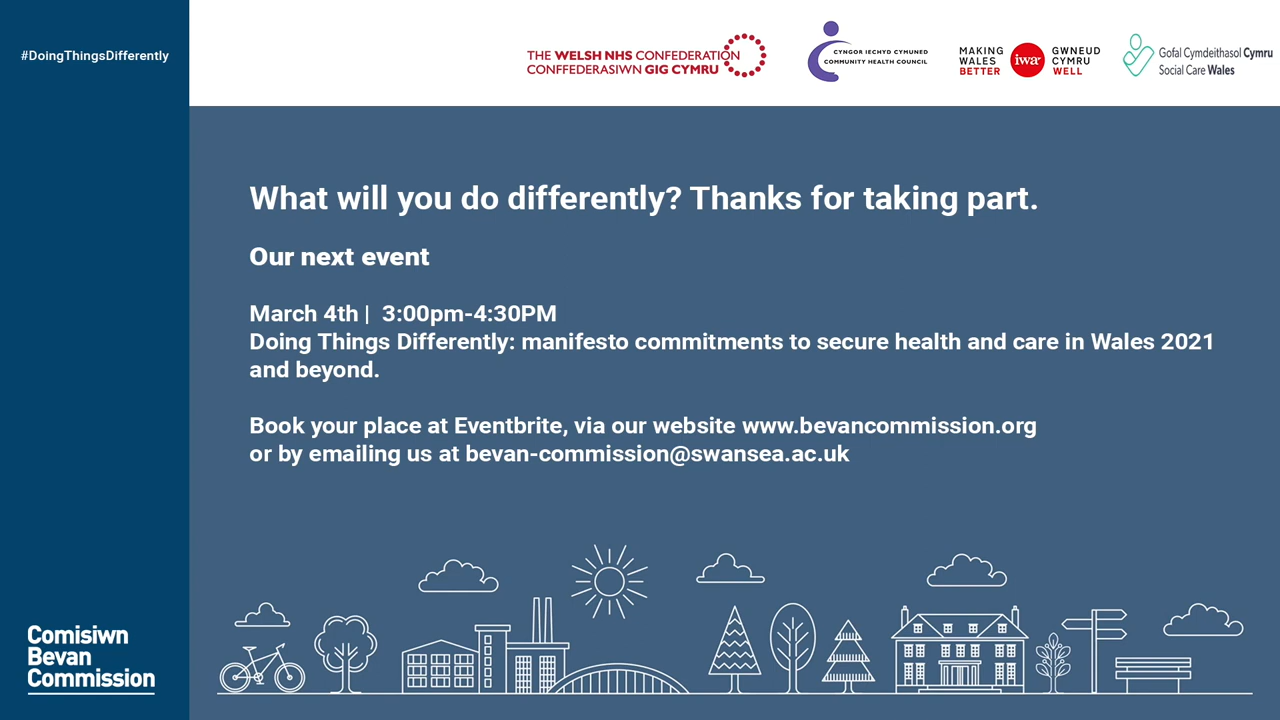 #DoingThingsDifferently
THE WELSH NHS CONFEDERATION
CONFFEDERASIWN GIG CYMRU
CYNGOR IECHYD CYMUNED
COMMUNITY HEALTH COUNCIL
MAKING
WALES
BETTER
iwa
GWNEUD
CYMRU
WELL
Gofal Cymdeithasol Cymru
Social Care Wales
What will you do differently? Thanks for taking part.
Our next event
March 4th |  3:00pm-4:30PM
Doing Things Differently: manifesto commitments to secure health and care in Wales 2021
and beyond.
Book your place at Eventbrite, via our website www.bevancommission.org
or by emailing us at bevan-commission@swansea.ac.uk
Comisiwn
Bevan
Commission